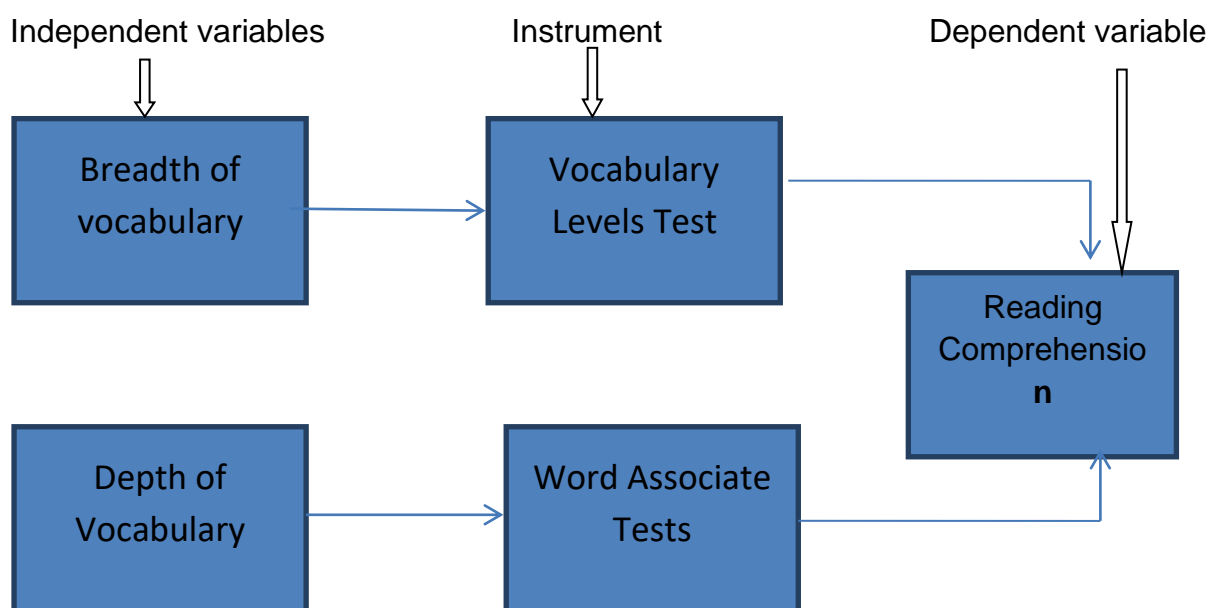 Independent variables
Instrument
Dependent variable
Breadth of
vocabulary
Vocabulary
Levels Test
Reading
Comprehensio
n
Depth of
Vocabulary
Word Associate
Tests